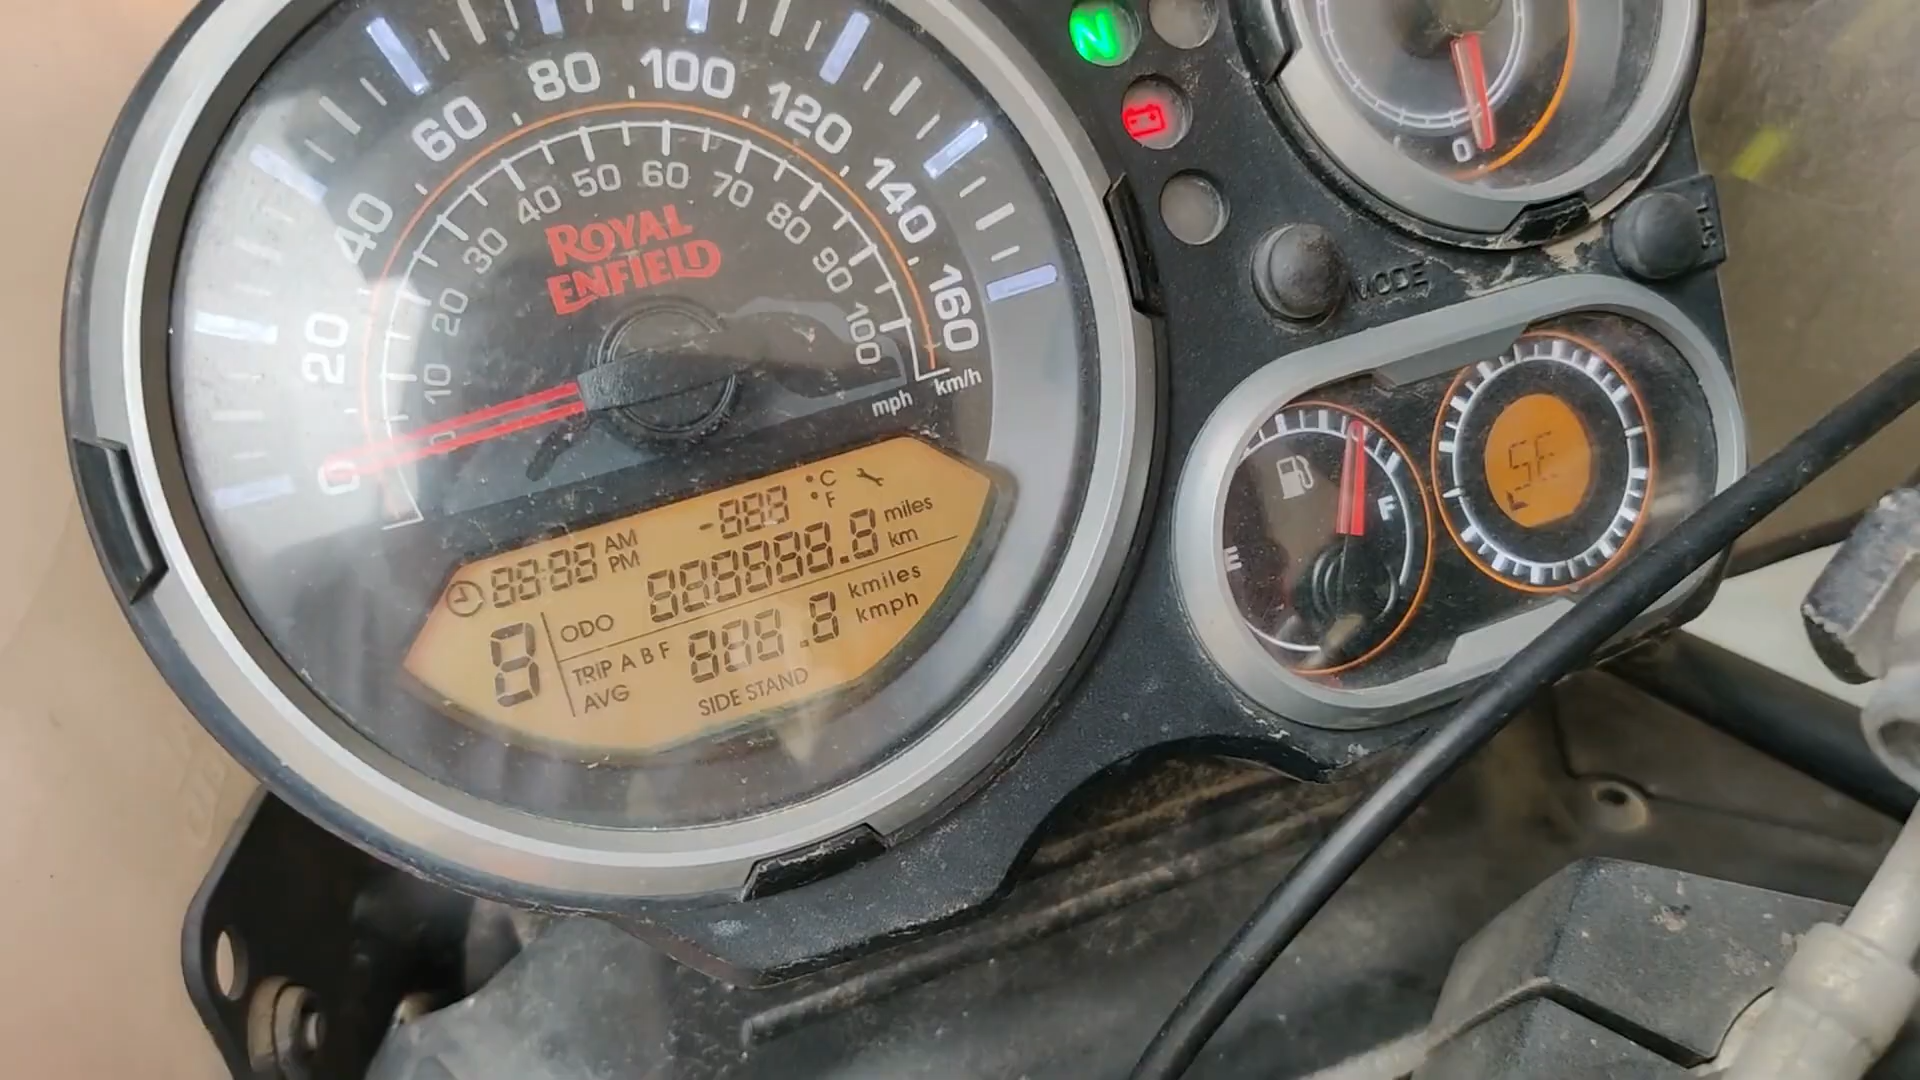 N
0
20
40
60
80
100
120
140
160
km/h
0
10
20
30
40
50
60
70
80
90
100
mph
ROYAL
ENFIELD
-888 °C °F
88:88 AM PM
ODO 888888.8 miles km
8
TRIP A B F 888.8 kmiles kmph
AVG
SIDE STAND
0
MODE
E
F